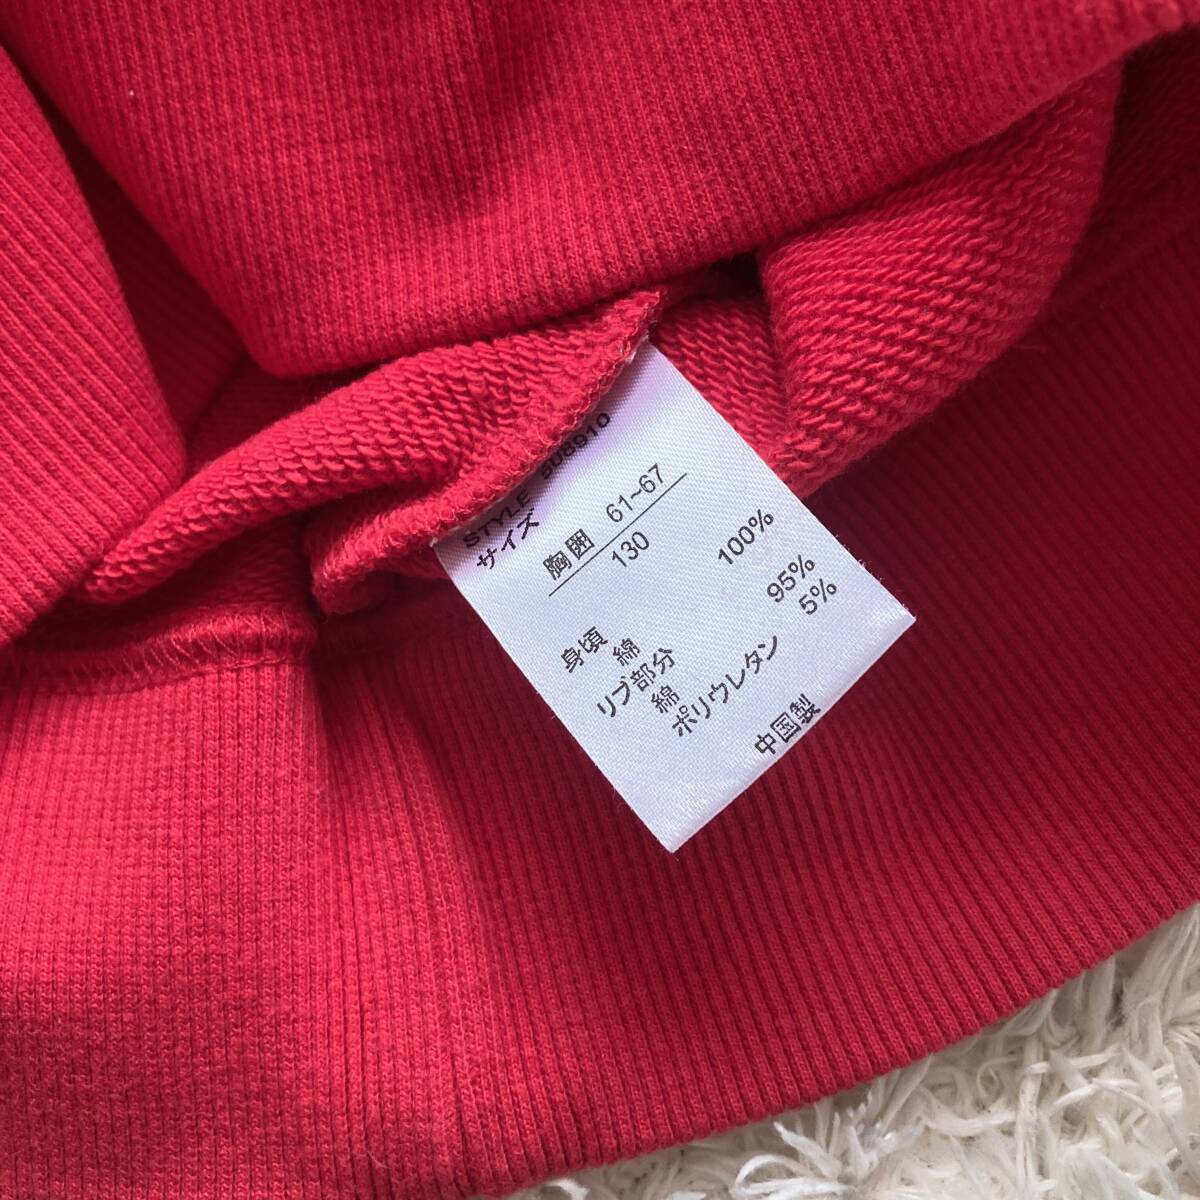 STYLE 508910
サイズ
胸囲 61~67
130
身頃
綿 100%
リブ部分
綿 95%
ポリウレタン 5%
中国製